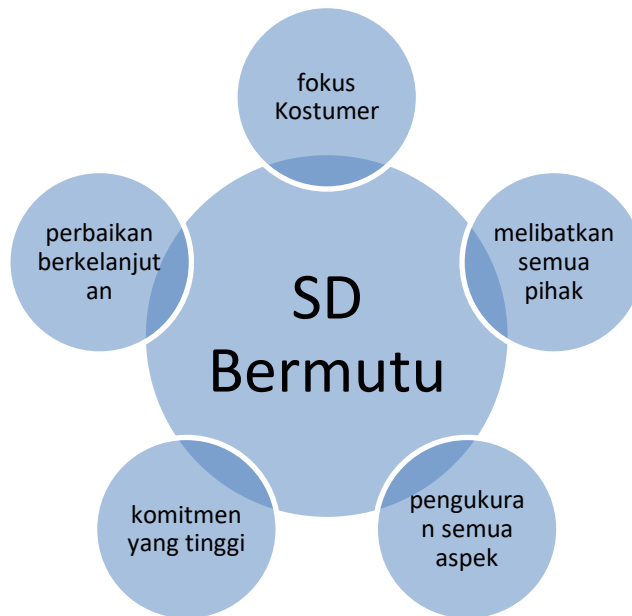 fokus
Kostumer
perbaikan
berkelanjut
an
melibatkan
semua
pihak
SD
Bermutu
komitmen
yang tinggi
pengukura
n semua
aspek